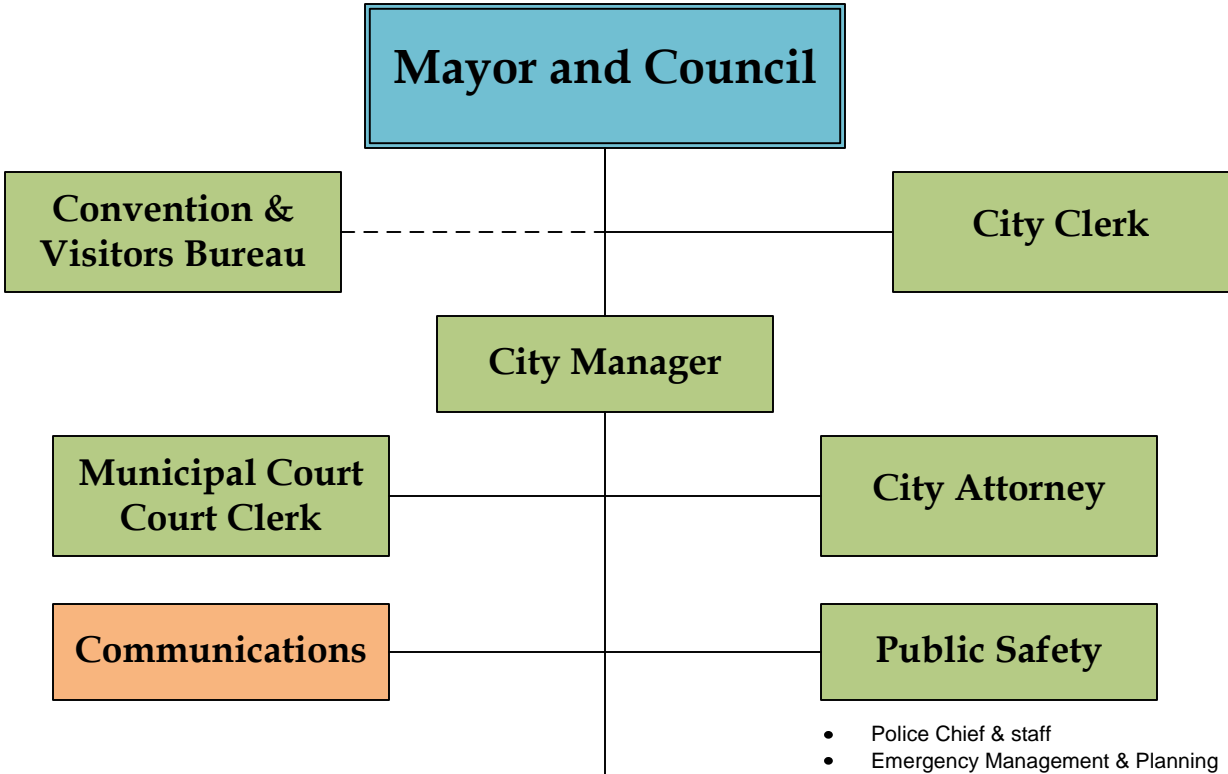 Mayor and Council
Convention &
Visitors Bureau
City Clerk
City Manager
Municipal Court
Court Clerk
City Attorney
Communications
Public Safety
• Police Chief & staff
• Emergency Management & Planning